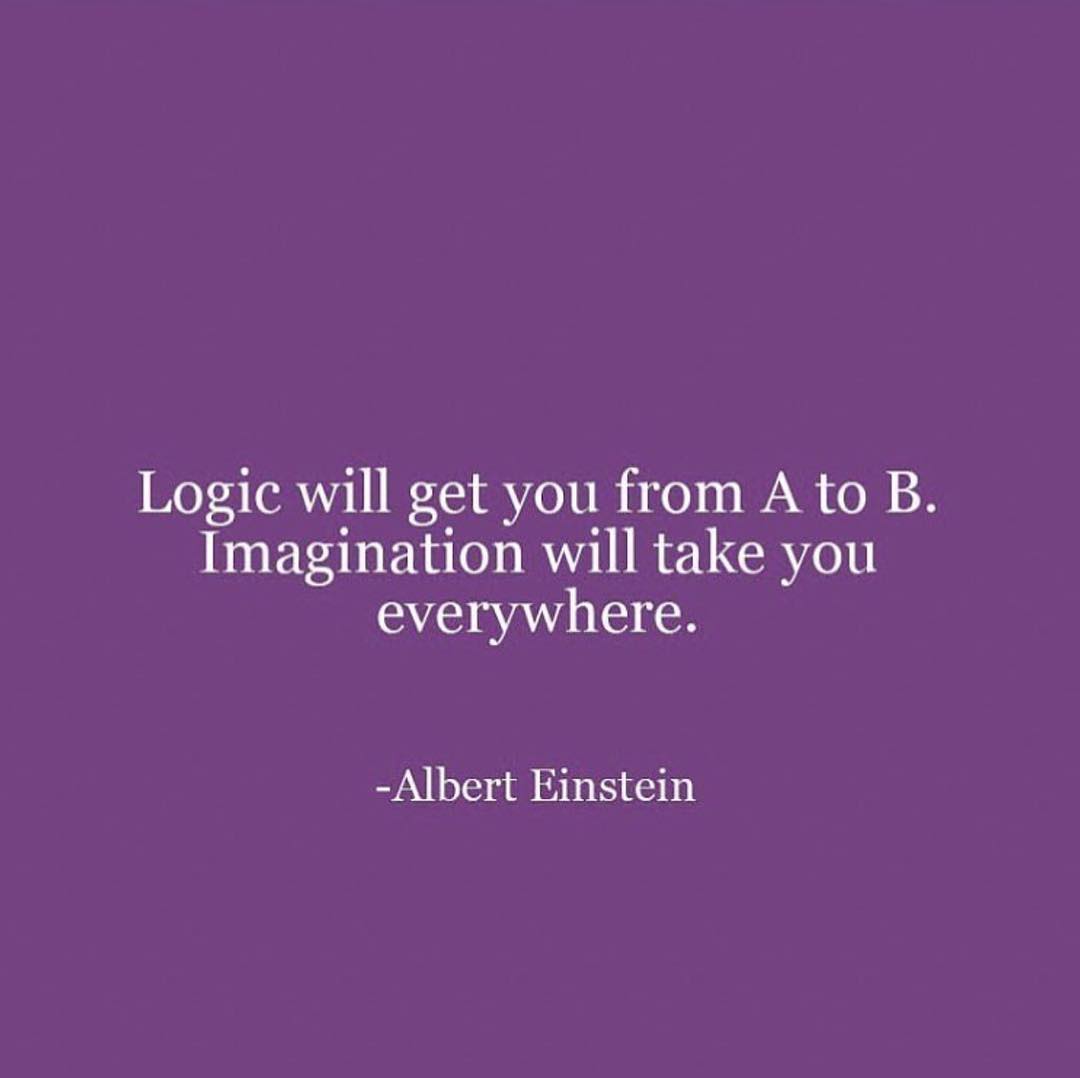 Logic will get you from A to B.
Imagination will take you
everywhere.
-Albert Einstein